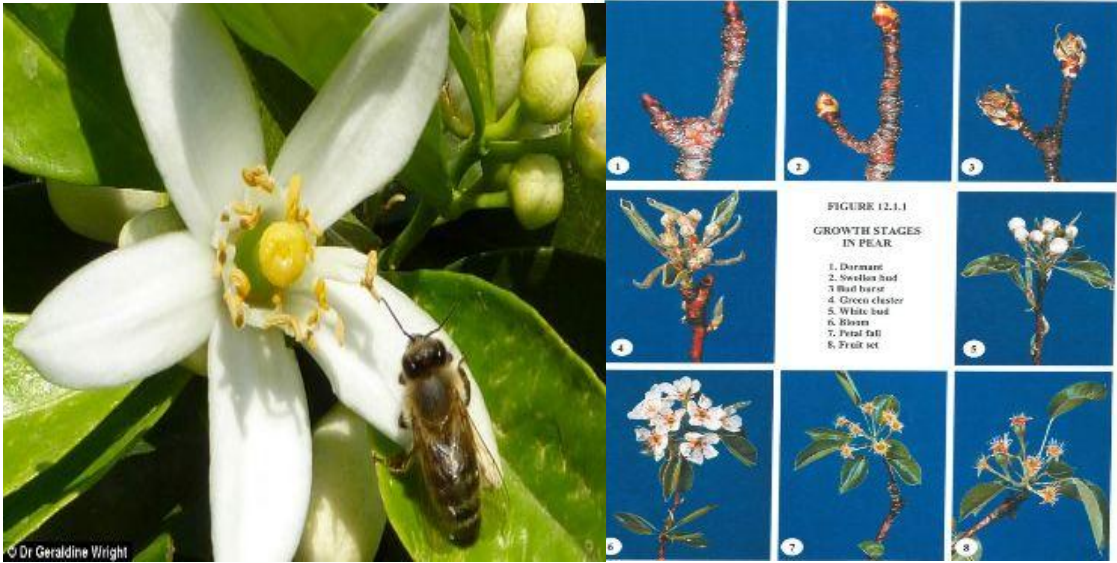 © Dr Geraldine Wright
1
2
3
FIGURE 12.1.1
GROWTH STAGES
IN PEAR
1. Dormant
2. Swollen bud
3 Bud burst
4. Green cluster
5. White bud
6. Bloom
7. Petal fall
8. Fruit set
4
5
6
7
8